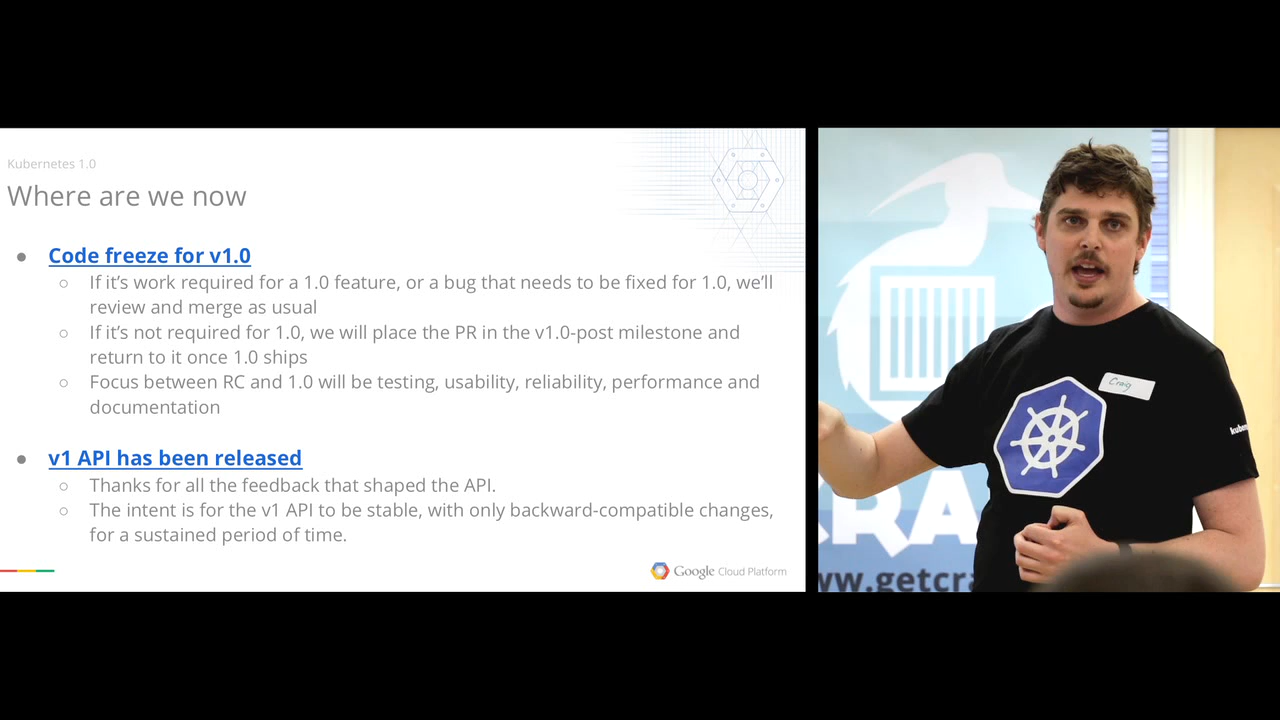 Kubernetes 1.0
Where are we now
● Code freeze for v1.0
○ If it's work required for a 1.0 feature, or a bug that needs to be fixed for 1.0, we'll
review and merge as usual
○ If it's not required for 1.0, we will place the PR in the v1.0-post milestone and
return to it once 1.0 ships
○ Focus between RC and 1.0 will be testing, usability, reliability, performance and
documentation
● v1 API has been released
○ Thanks for all the feedback that shaped the API.
○ The intent is for the v1 API to be stable, with only backward-compatible changes,
for a sustained period of time.
Google Cloud Platform
Craig
kubern
CRA
ww.getcra